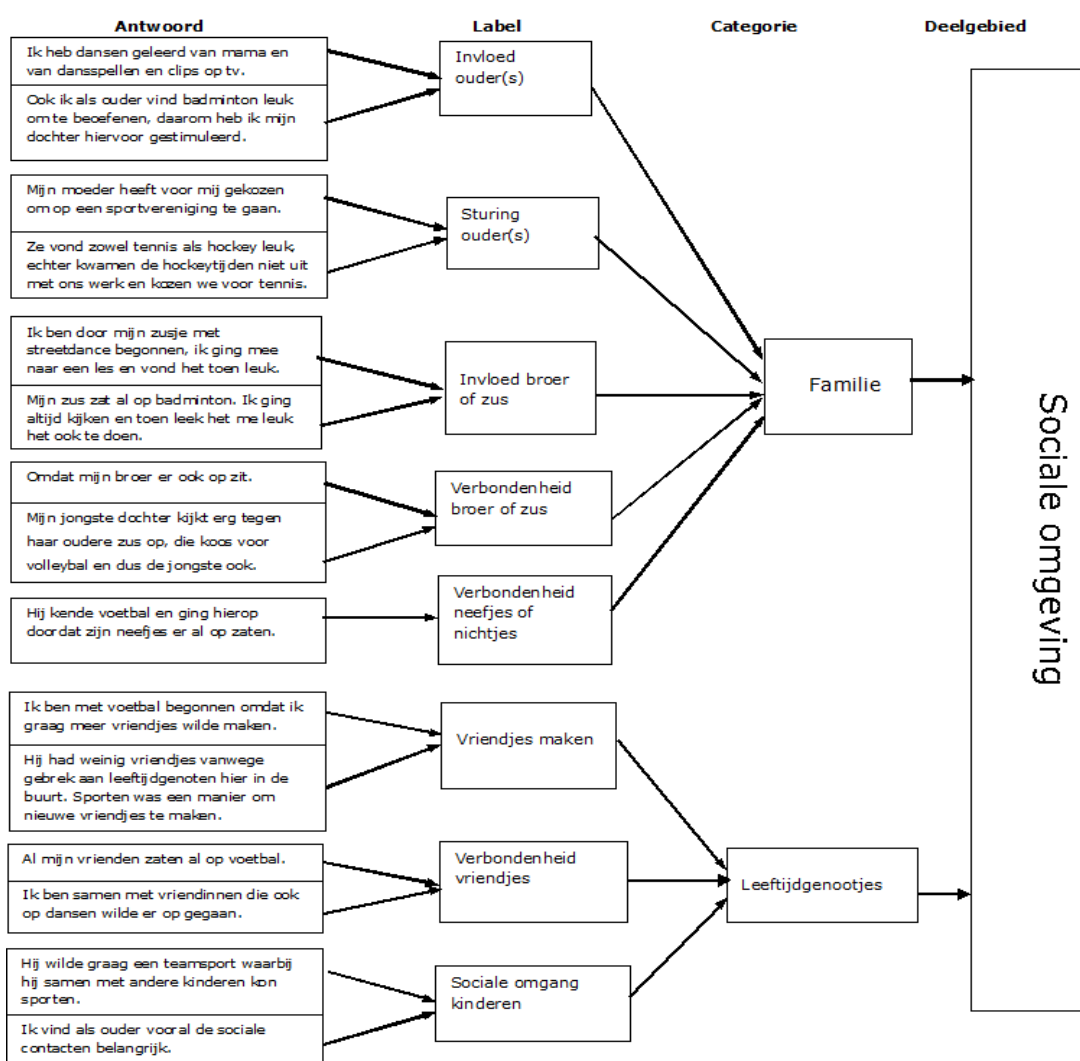 Antwoord Label Categorie Deelgebied
Ik heb dansen geleerd van mama en
van dansspellen en clips op tv.
Ook ik als ouder vind badminton leuk
om te beoefenen, daarom heb ik mijn
dochter hiervoor gestimuleerd.
Invloed
ouder(s)
Mijn moeder heeft voor mij gekozen
om op een sportvereniging te gaan.
Ze vond zowel tennis als hockey leuk,
echter kwamen de hockeytijden niet uit
met ons werk en kozen we voor tennis.
Sturing
ouder(s)
Ik ben door mijn zusje met
streetdance begonnen, ik ging mee
naar een les en vond het toen leuk.
Mijn zus zat al op badminton. Ik ging
altijd kijken en toen leek het me leuk
het ook te doen.
Invloed broer
of zus
Omdat mijn broer er ook op zit.
Mijn jongste dochter kijkt erg tegen
haar oudere zus op, die koos voor
volleybal en dus de jongste ook.
Verbondenheid
broer of zus
Hij kende voetbal en ging hierop
doordat zijn neefjes er al op zaten.
Verbondenheid
neefjes of
nichtjes
Familie
Ik ben met voetbal begonnen omdat ik
graag meer vriendjes wilde maken.
Hij had weinig vriendjes vanwege
gebrek aan leeftijdgenoten hier in de
buurt. Sporten was een manier om
nieuwe vriendjes te maken.
Vriendjes maken
Al mijn vrienden zaten al op voetbal.
Ik ben samen met vriendinnen die ook
op dansen wilde er op gegaan.
Verbondenheid
vriendjes
Hij wilde graag een teamsport waarbij
hij samen met andere kinderen kon
sporten.
Ik vind als ouder vooral de sociale
contacten belangrijk.
Sociale omgang
kinderen
Leeftijdgenootjes
Sociale omgeving